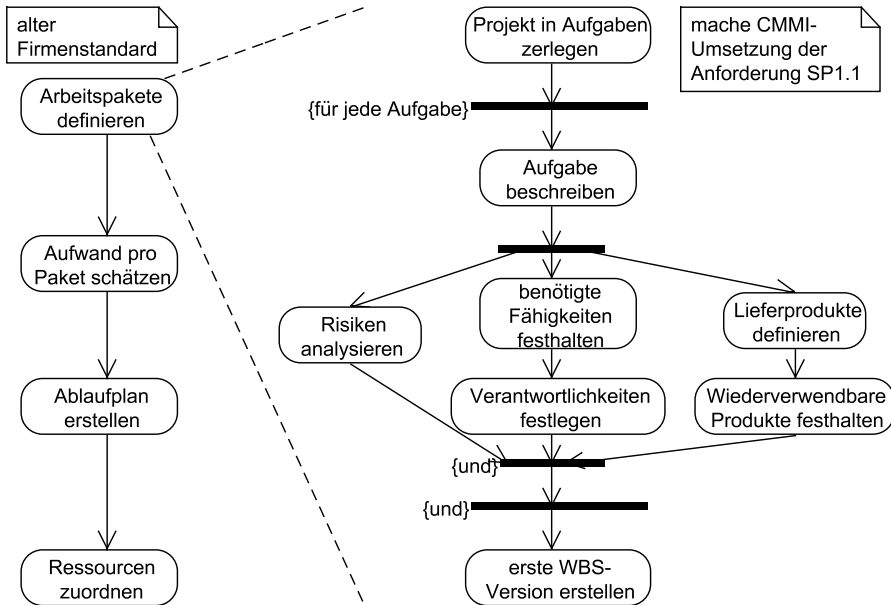 alter
Firmenstandard
Arbeitspakete
definieren
Aufwand pro
Paket schätzen
Ablaufplan
erstellen
Ressourcen
zuordnen
Projekt in Aufgaben
zerlegen
mache CMMI-
Umsetzung der
Anforderung SP1.1
{für jede Aufgabe}
Aufgabe
beschreiben
Risiken
analysieren
benötigte
Fähigkeiten
festhalten
Lieferprodukte
definieren
Verantwortlichkeiten
festlegen
Wiederverwendbare
Produkte festhalten
{und}
{und}
erste WBS-
Version erstellen